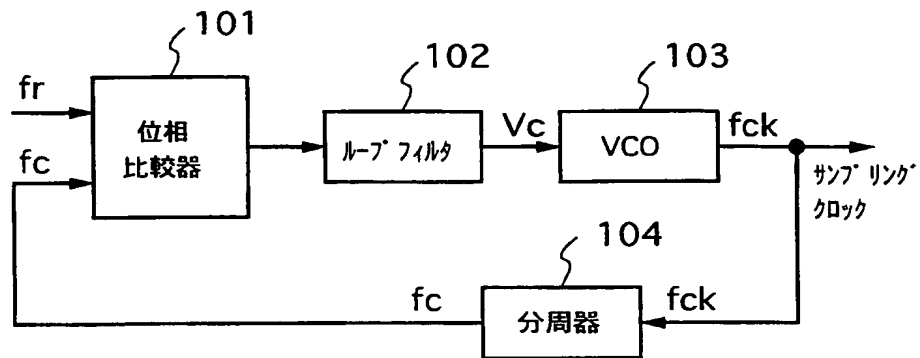 101
fr
位相
比較器
fc
102
ループフィルタ
Vc
103
VCO
fck
サンプリング
クロック
104
fc
分周器
fck